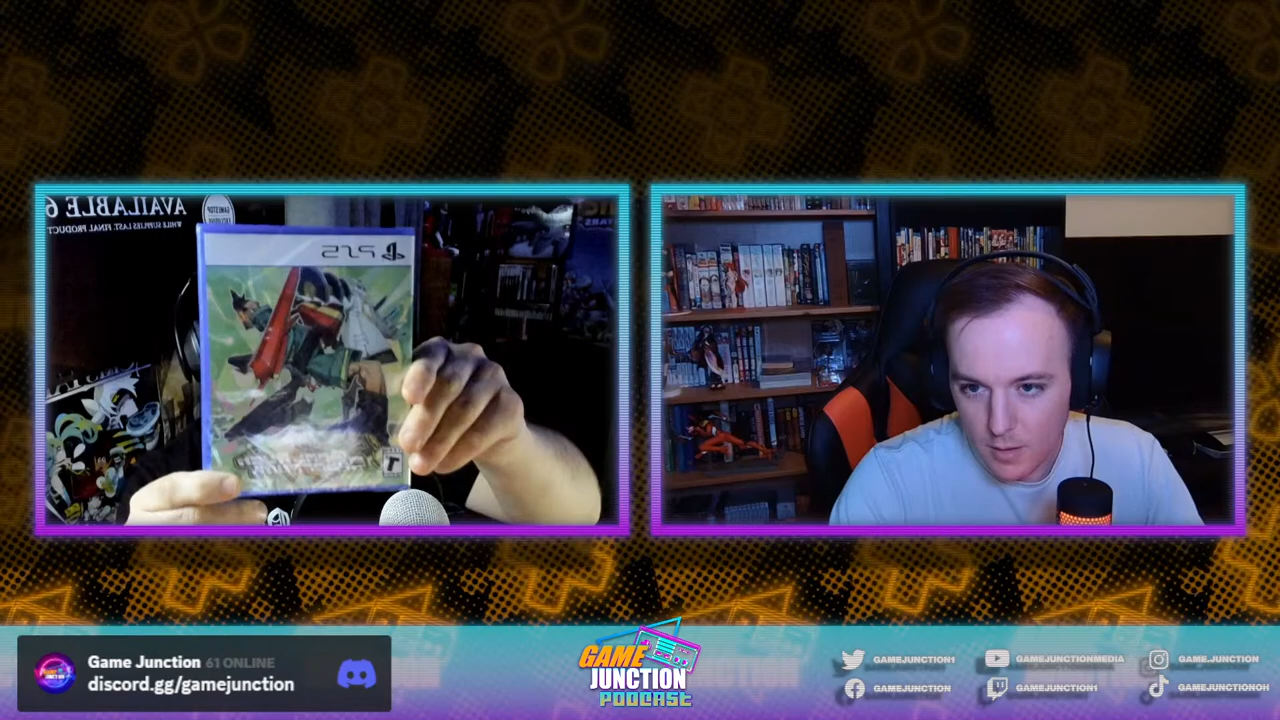 AVAILABLE 6
WHILE SUPPLIES LAST. FINAL PRODUCT
GAMESTOP
PS5
T
Game Junction 61 ONLINE
discord.gg/gamejunction
GAME
JUNCTION
PODCAST
GAMEJUNCTION1
GAMEJUNCTIONMEDIA
GAME.JUNCTION
GAMEJUNCTION
GAMEJUNCTION1
GAMEJUNCTIONOH